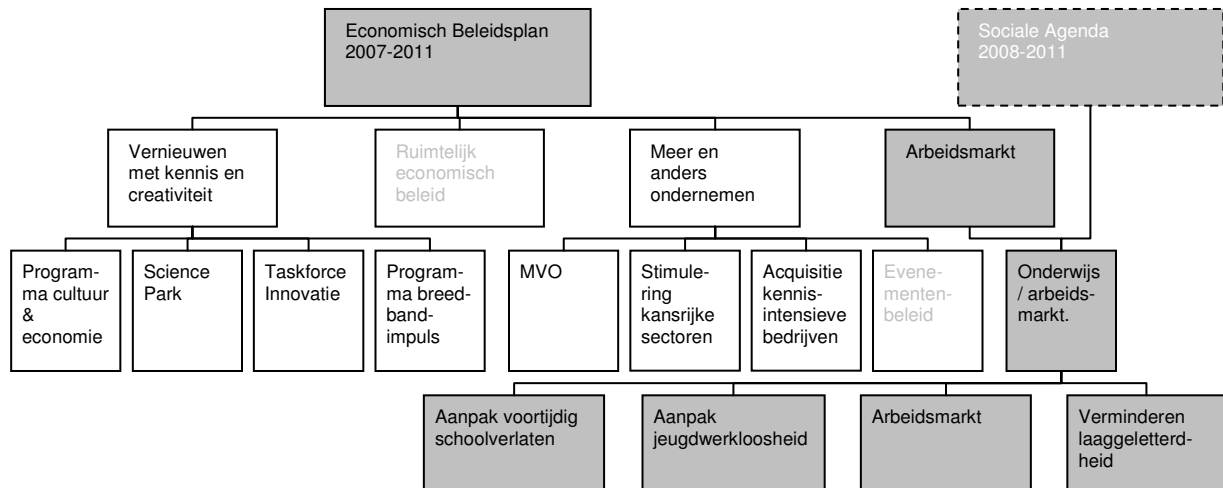 Economisch Beleidsplan
2007-2011
Sociale Agenda
2008-2011
Vernieuwen
met kennis en
creativiteit
Ruimtelijk
economisch
beleid
Meer en
anders
ondernemen
Arbeidsmarkt
Program-
ma cultuur
&
economie
Science
Park
Taskforce
Innovatie
Program-
ma breed-
band-
impuls
MVO
Stimule-
ring
kansrijke
sectoren
Acquisitie
kennis-
intensieve
bedrijven
Evene-
menten-
beleid
Onderwijs
/ arbeids-
markt.
Aanpak voortijdig
schoolverlaten
Aanpak
jeugdwerkloosheid
Arbeidsmarkt
Verminderen
laaggeletterd-
heid